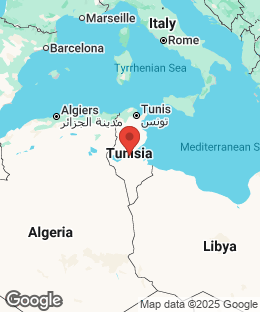 Marseille
Italy
Barcelona
Rome
Tyrrhenian Sea
Algiers
مدينة الجزائر
Tunis
تونس
Tunisia
Mediterranean S
Algeria
Libya
Google
Map data ©2025 Google